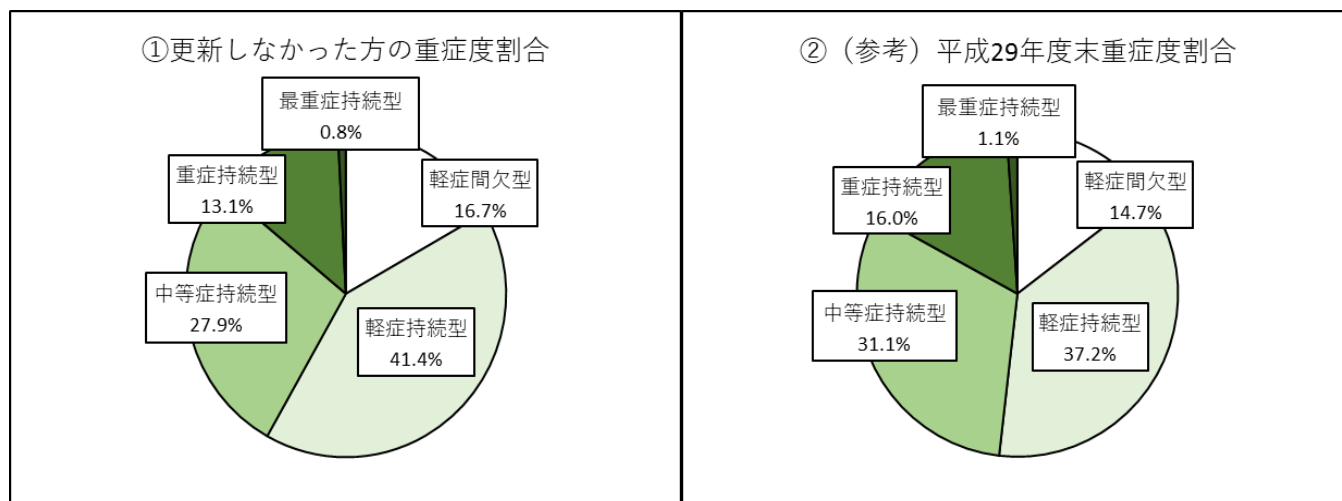 ①更新しなかった方の重症度割合
最重症持続型
0.8%
重症持続型
13.1%
軽症間欠型
16.7%
中等症持続型
27.9%
軽症持続型
41.4%
②（参考）平成29年度末重症度割合
最重症持続型
1.1%
重症持続型
16.0%
軽症間欠型
14.7%
中等症持続型
31.1%
軽症持続型
37.2%